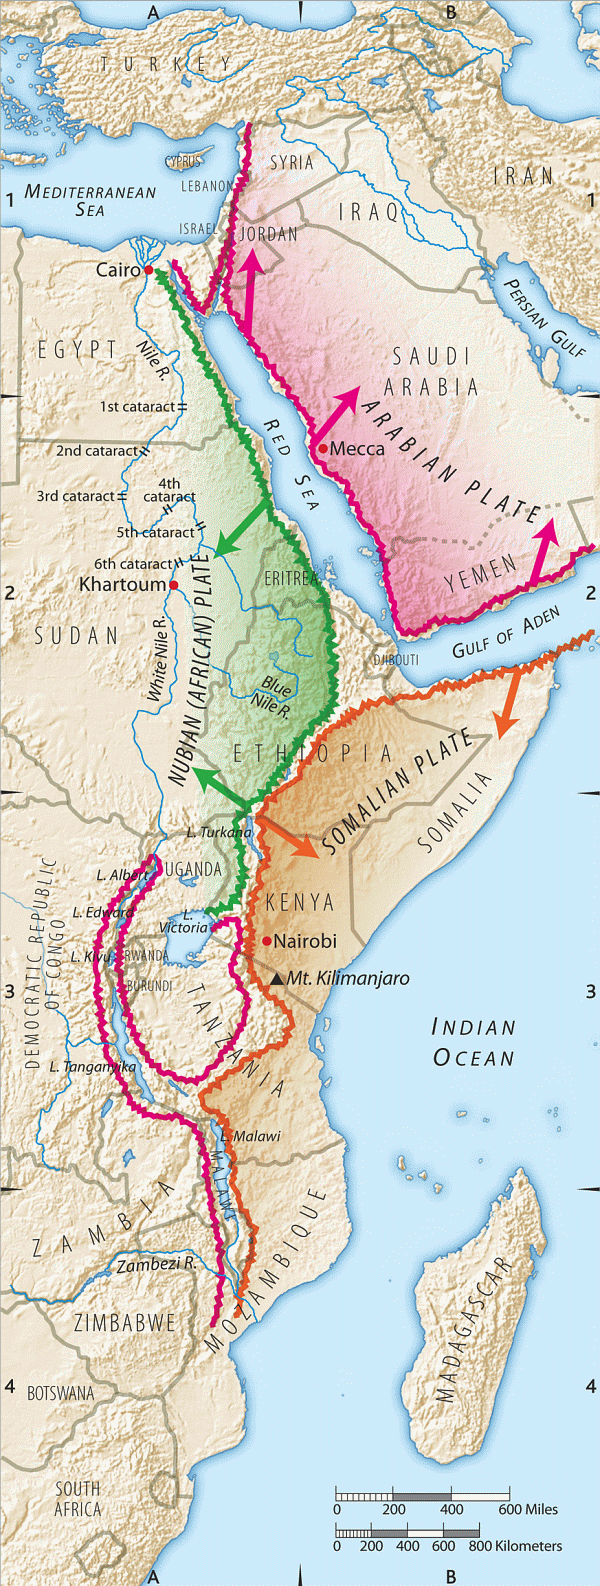 A
B
TURKEY
CYPRUS
SYRIA
LEBANON
IRAN
MEDITERRANEAN
SEA
1
1
IRAQ
ISRAEL
JORDAN
Cairo
PERSIAN GULF
EGYPT
Nile R.
SAUDI
ARABIA
1st cataract
ARABIAN PLATE
RED SEA
2nd cataract
Mecca
4th
cataract
3rd cataract
5th cataract
6th cataract
ERITREA
YEMEN
Khartoum
2
2
NUBIAN (AFRICAN) PLATE
SUDAN
White Nile R.
GULF OF ADEN
DJIBOUTI
Blue
Nile R.
ETHIOPIA
SOMALIAN PLATE
SOMALIA
L. Turkana
L. Albert
UGANDA
DEMOCRATIC REPUBLIC
OF CONGO
L. Edward
L.
Victoria
KENYA
Nairobi
L. Kivu
RWANDA
Mt. Kilimanjaro
BURUNDI
3
3
TANZANIA
INDIAN
OCEAN
L. Tanganyika
L. Malawi
MALAWI
ZAMBIA
MOZAMBIQUE
Zambezi R.
MADAGASCAR
ZIMBABWE
4
4
BOTSWANA
SOUTH
AFRICA
0 200 400 600 Miles
0 200 400 600 800 Kilometers
A
B